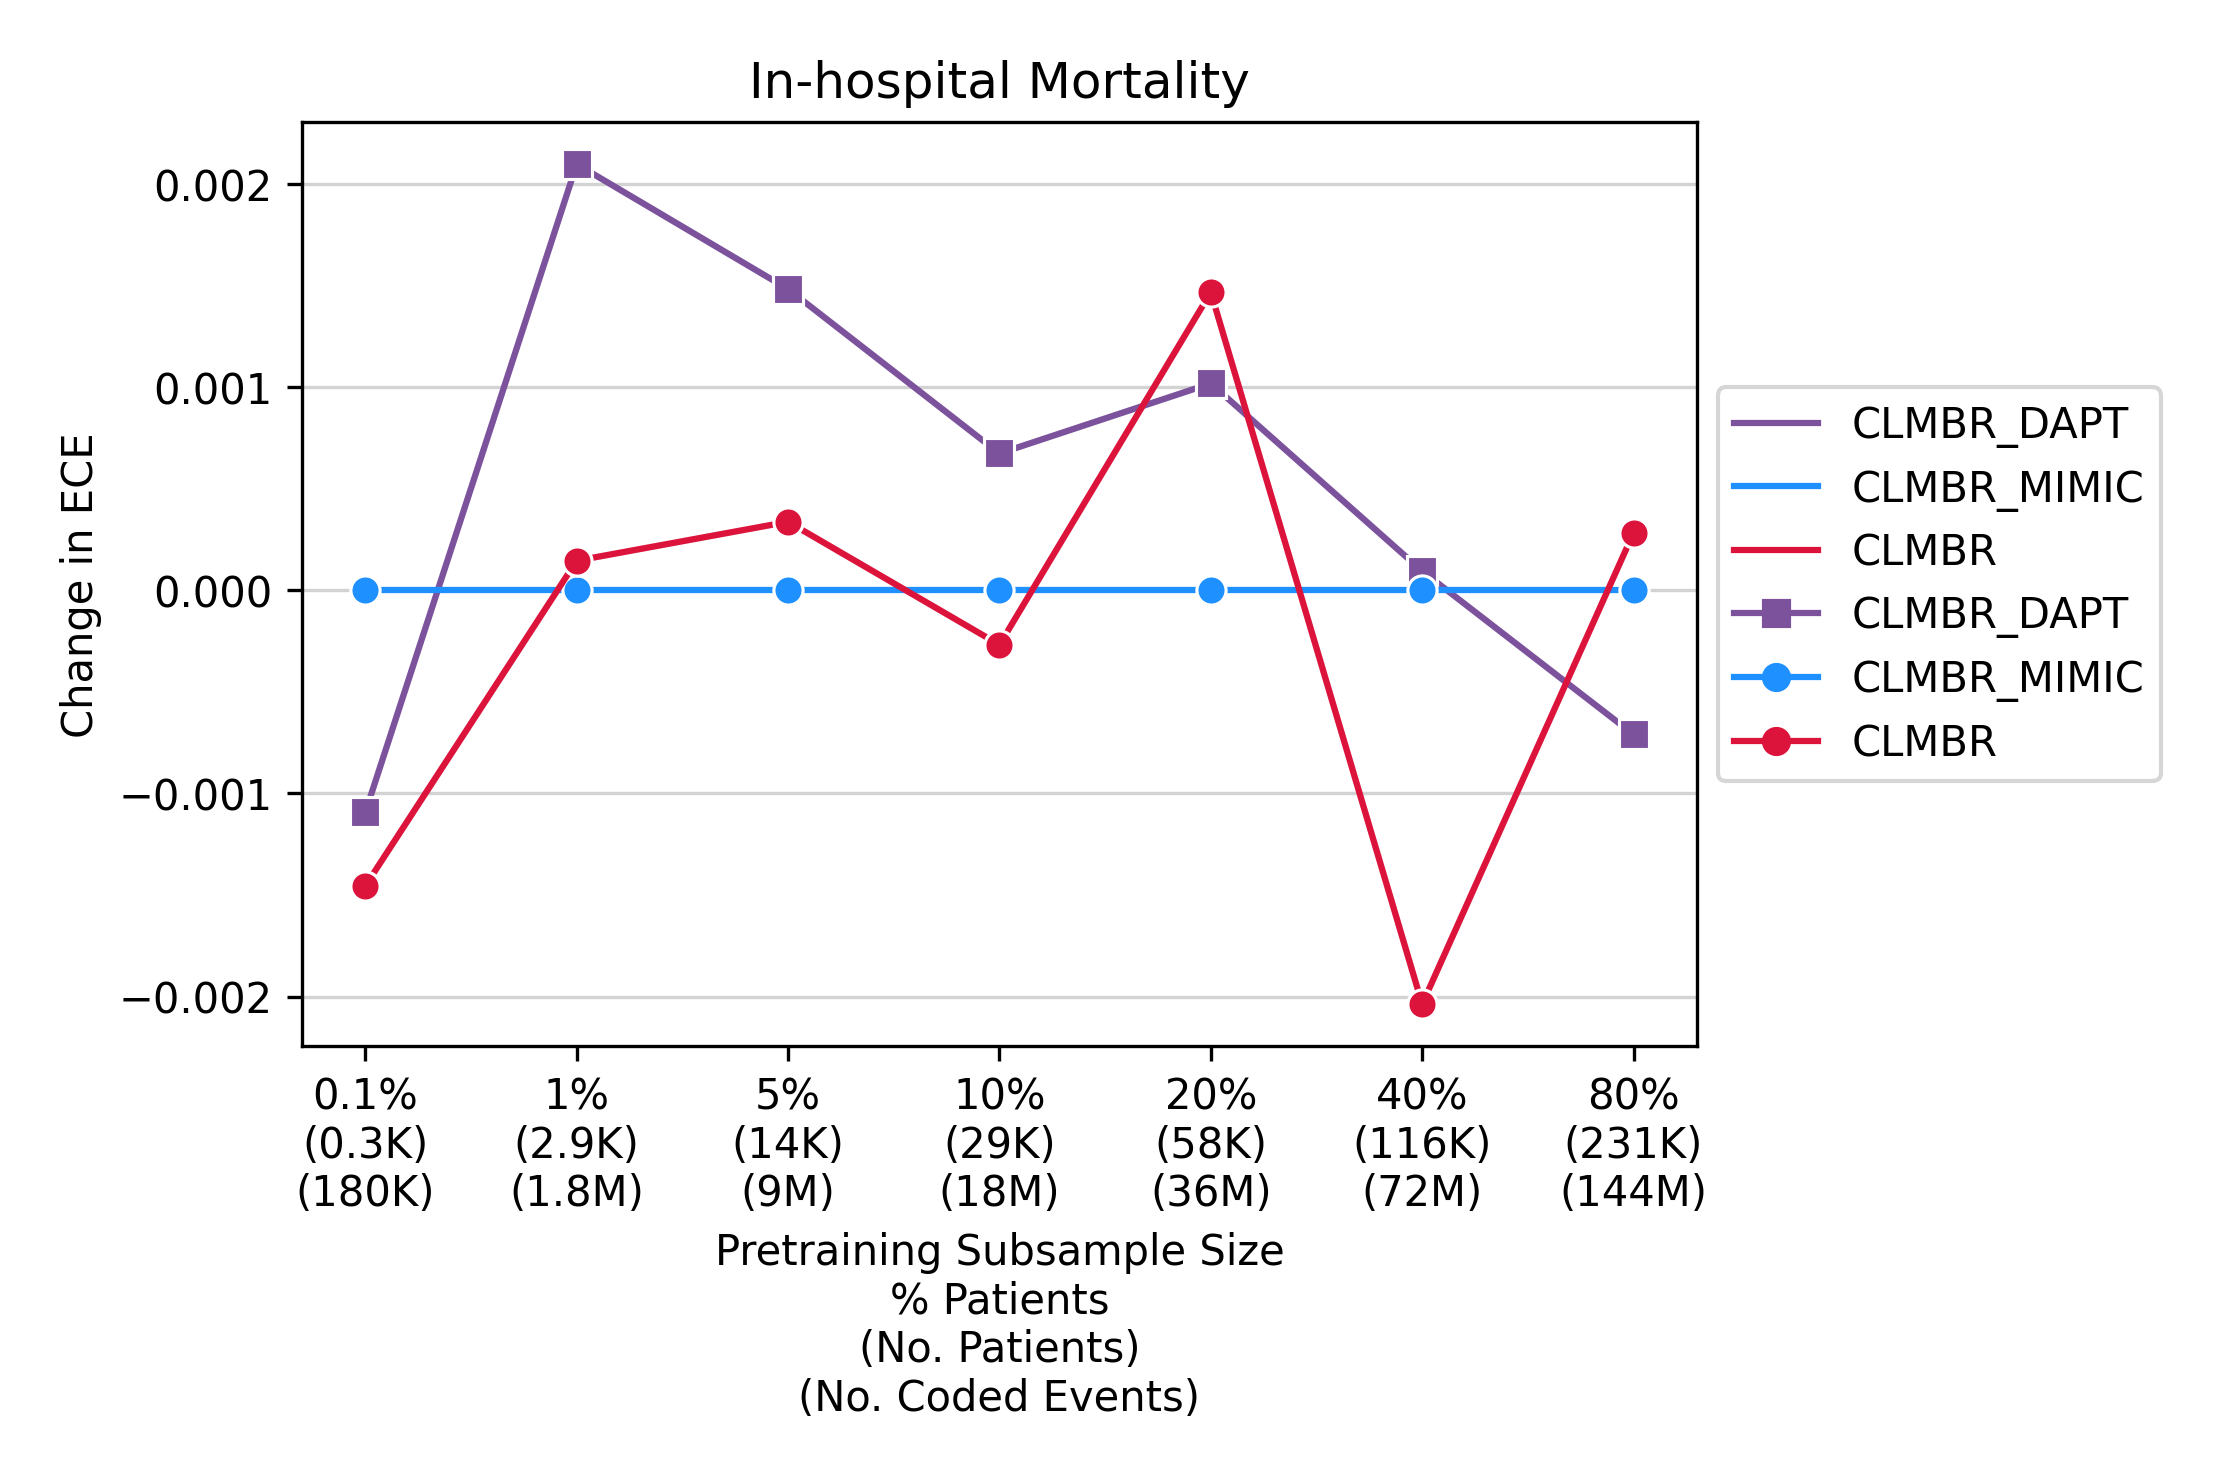 In-hospital Mortality
Change in ECE
0.002
0.001
0.000
−0.001
−0.002
0.1% 1% 5% 10% 20% 40% 80%
(0.3K) (2.9K) (14K) (29K) (58K) (116K) (231K)
(180K) (1.8M) (9M) (18M) (36M) (72M) (144M)
Pretraining Subsample Size
% Patients
(No. Patients)
(No. Coded Events)
CLMBR_DAPT
CLMBR_MIMIC
CLMBR
CLMBR_DAPT
CLMBR_MIMIC
CLMBR